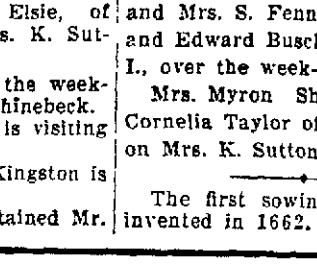 Elsie, of
s. K. Sut-
the week-
hinebeck.
is visiting
Kingston is
tained Mr.
and Mrs. S. Fenn
and Edward Busch
I., over the week-
Mrs. Myron Sh
Cornelia Taylor of
on Mrs. K. Sutton
The first sowin
invented in 1662.